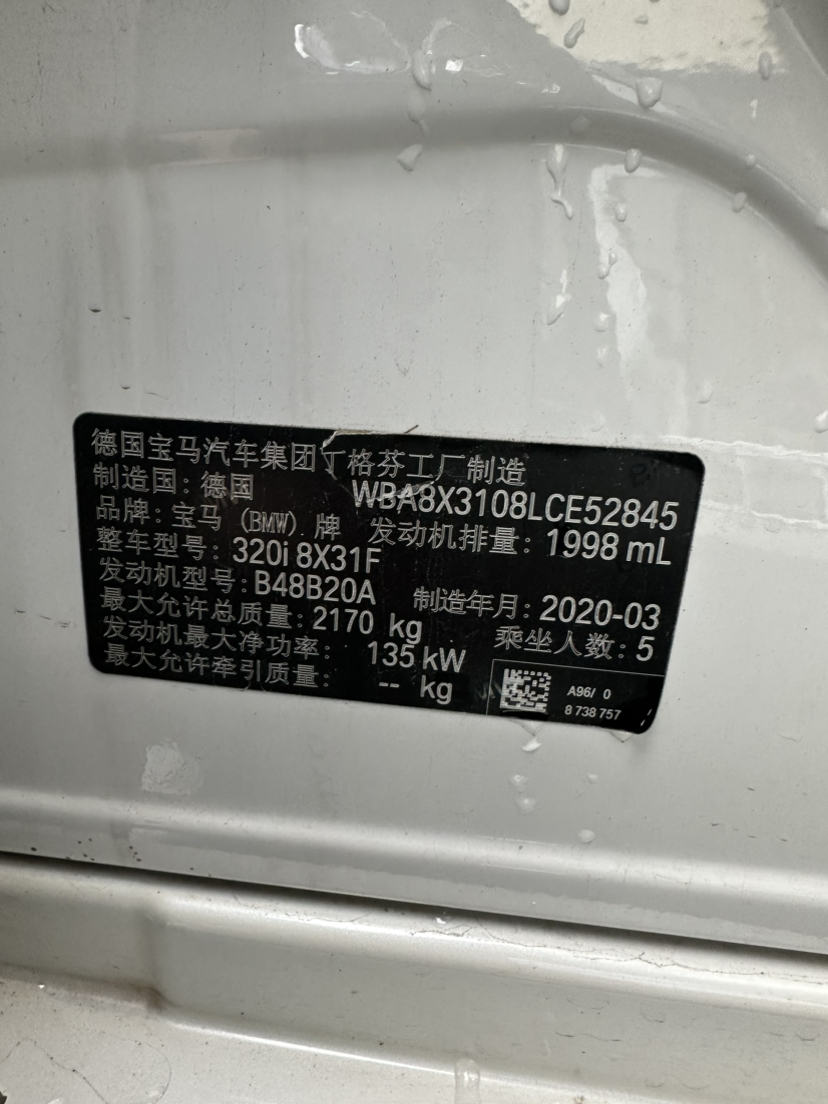 德国宝马汽车集团丁格芬工厂制造
制造国: 德国
WBA8X3108LCE52845
品牌: 宝马 (BMW) 牌
发动机排量: 1998 mL
整车型号: 320i 8X31F
发动机型号: B48B20A
制造年月: 2020-03
最大允许总质量: 2170 kg
乘坐人数: 5
发动机最大净功率: 135 kW
最大允许牵引质量: -- kg
A96/ 0
8 738 757